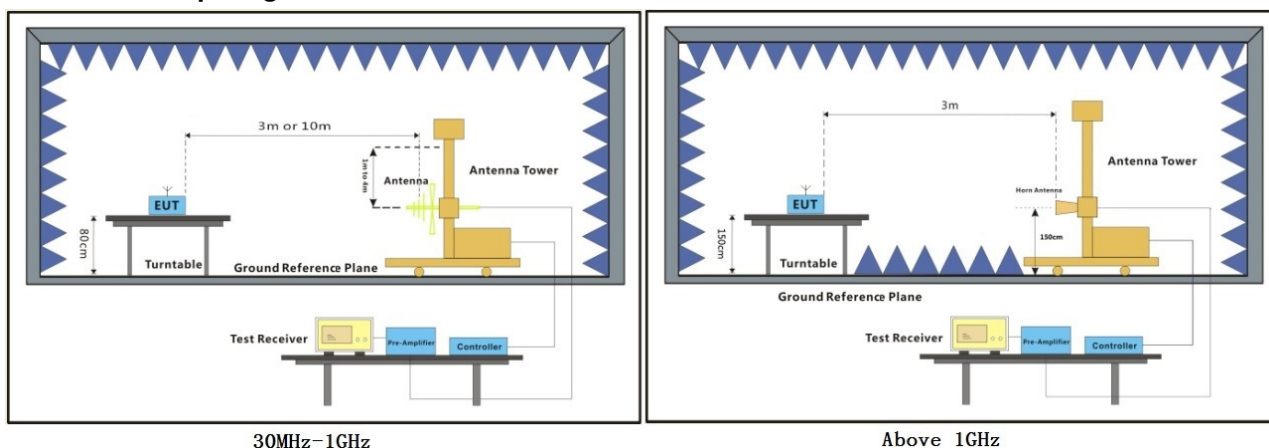 3m or 10m
1m to 4m
Antenna
Antenna Tower
EUT
80cm
Turntable
Ground Reference Plane
Test Receiver
Pre-Amplifier
Controller
30MHz-1GHz
3m
Antenna Tower
Horn Antenna
EUT
150cm
150cm
Turntable
Ground Reference Plane
Test Receiver
Pre-Amplifier
Controller
Above 1GHz